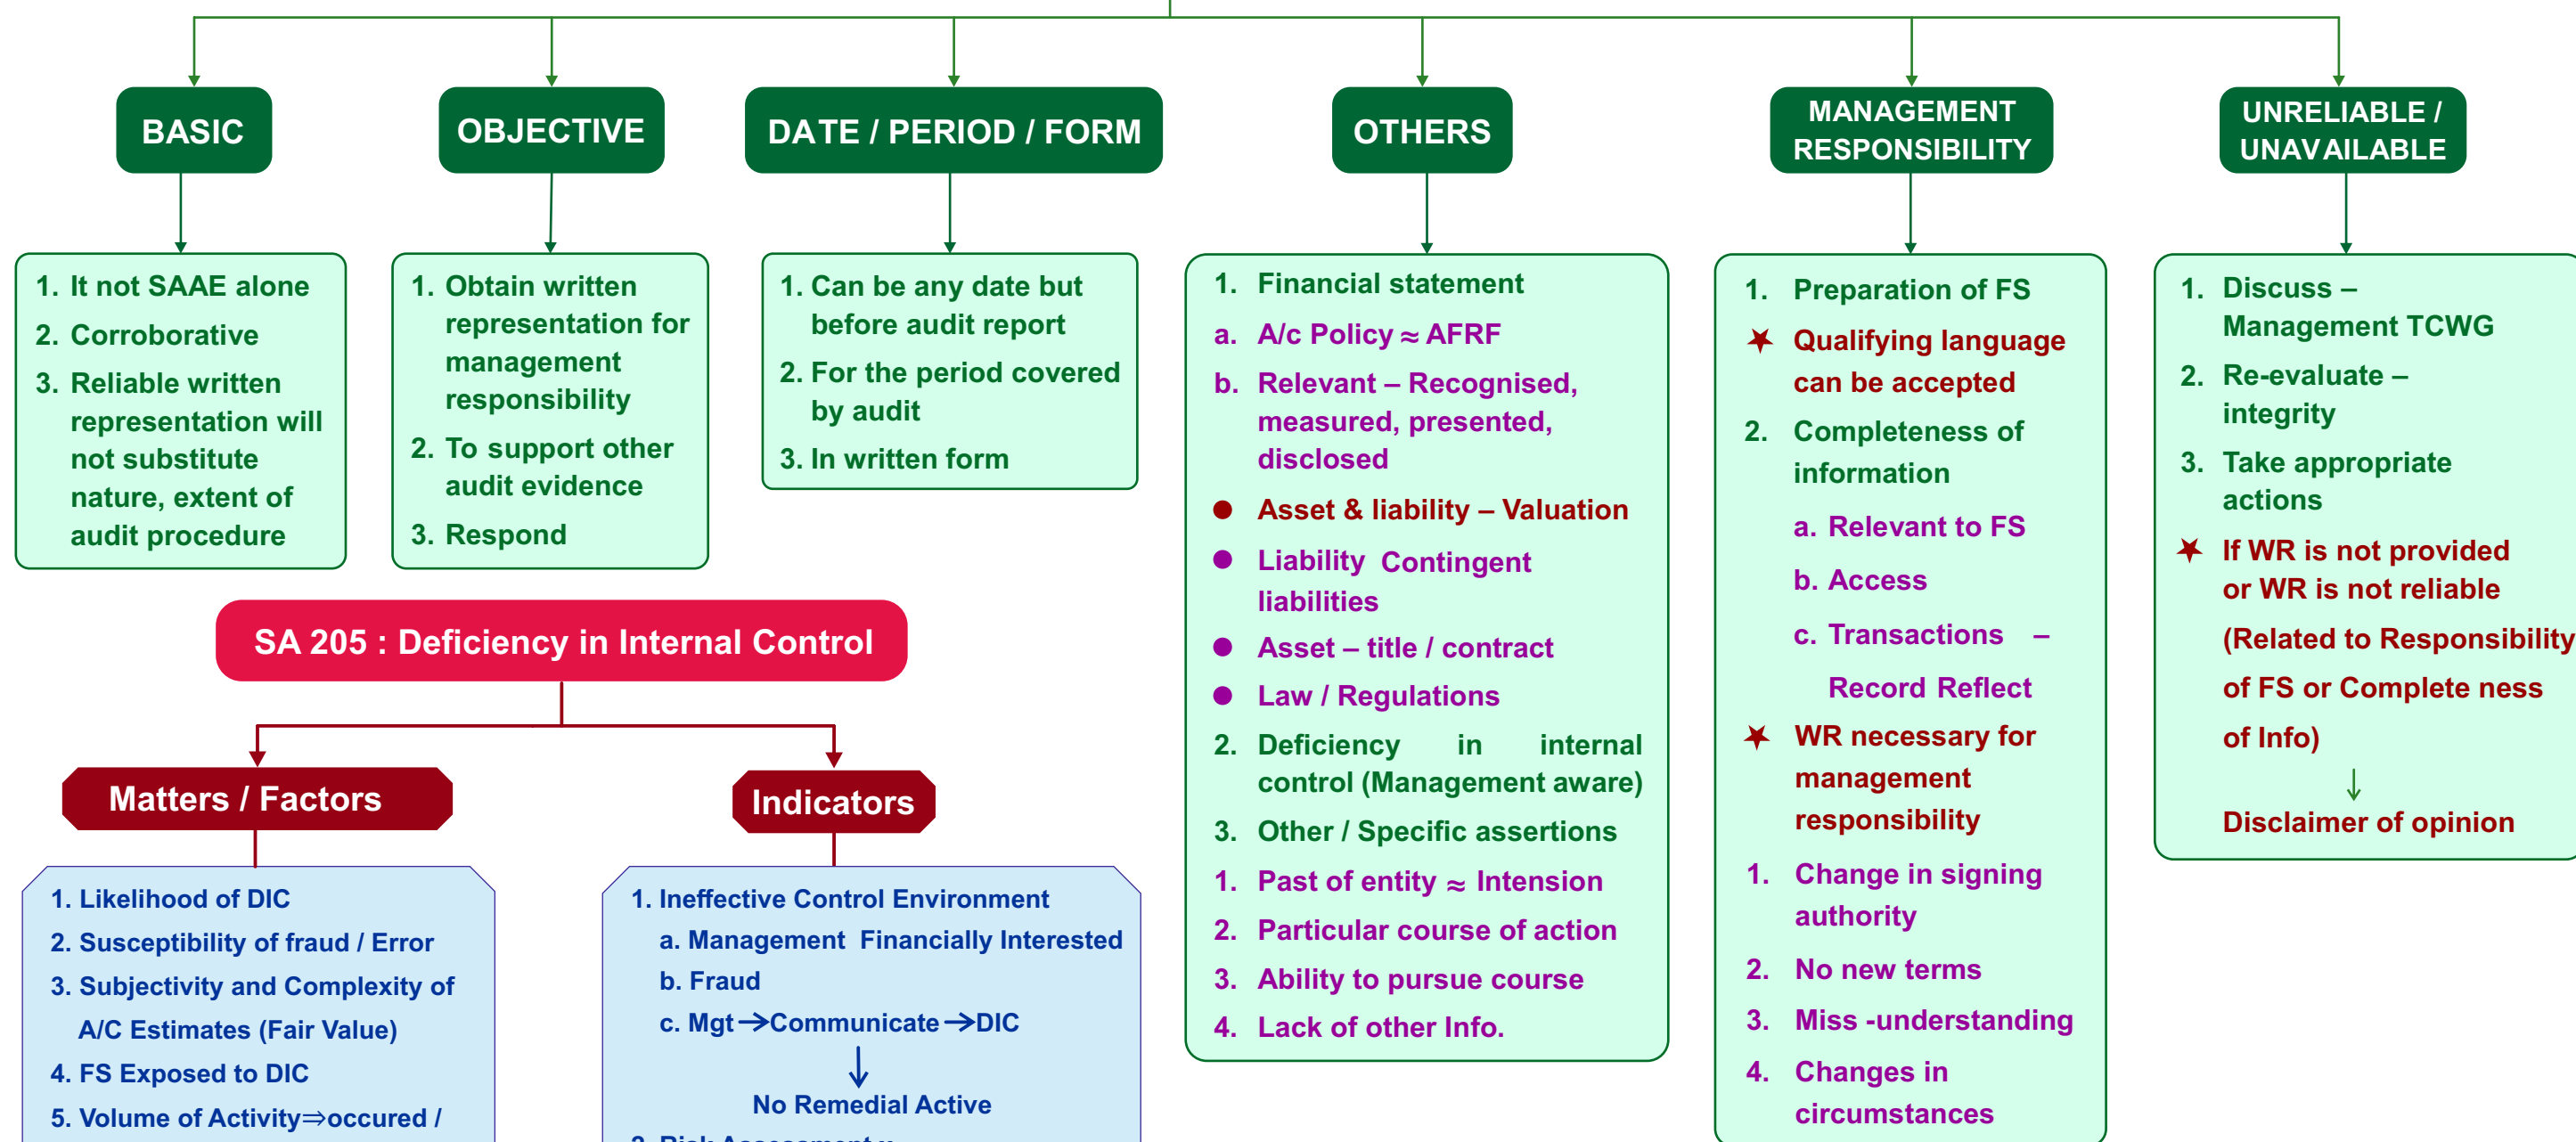 BASIC
1. It not SAAE alone
2. Corroborative
3. Reliable written
representation will
not substitute
nature, extent of
audit procedure
OBJECTIVE
1. Obtain written
representation for
management
responsibility
2. To support other
audit evidence
3. Respond
DATE / PERIOD / FORM
1. Can be any date but
before audit report
2. For the period covered
by audit
3. In written form
OTHERS
1. Financial statement
a. A/c Policy ≈ AFRF
b. Relevant – Recognised,
measured, presented,
disclosed
● Asset & liability – Valuation
● Liability Contingent
liabilities
● Asset – title / contract
● Law / Regulations
2. Deficiency in internal
control (Management aware)
3. Other / Specific assertions
1. Past of entity ≈ Intension
2. Particular course of action
3. Ability to pursue course
4. Lack of other Info.
MANAGEMENT
RESPONSIBILITY
1. Preparation of FS
★ Qualifying language
can be accepted
2. Completeness of
information
a. Relevant to FS
b. Access
c. Transactions –
Record Reflect
★ WR necessary for
management
responsibility
1. Change in signing
authority
2. No new terms
3. Miss -understanding
4. Changes in
circumstances
UNRELIABLE /
UNAVAILABLE
1. Discuss –
Management TCWG
2. Re-evaluate –
integrity
3. Take appropriate
actions
★ If WR is not provided
or WR is not reliable
(Related to Responsibility
of FS or Complete ness
of Info)
↓
Disclaimer of opinion
SA 205 : Deficiency in Internal Control
Matters / Factors
1. Likelihood of DIC
2. Susceptibility of fraud / Error
3. Subjectivity and Complexity of
A/C Estimates (Fair Value)
4. FS Exposed to DIC
5. Volume of Activity⇒occured /
Indicators
1. Ineffective Control Environment
a. Management Financially Interested
b. Fraud
c. Mgt→Communicate→DIC
↓
No Remedial Active
2. Risk Assessment